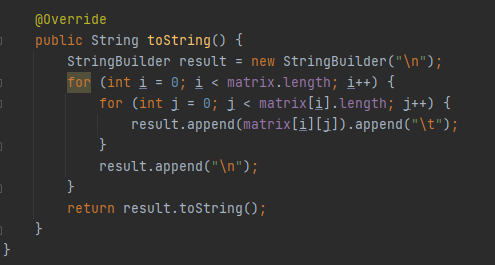 @Override
public String toString() {
    StringBuilder result = new StringBuilder("\n");
    for (int i = 0; i < matrix.length; i++) {
        for (int j = 0; j < matrix[i].length; j++) {
            result.append(matrix[i][j]).append("\t");
        }
        result.append("\n");
    }
    return result.toString();
}
}